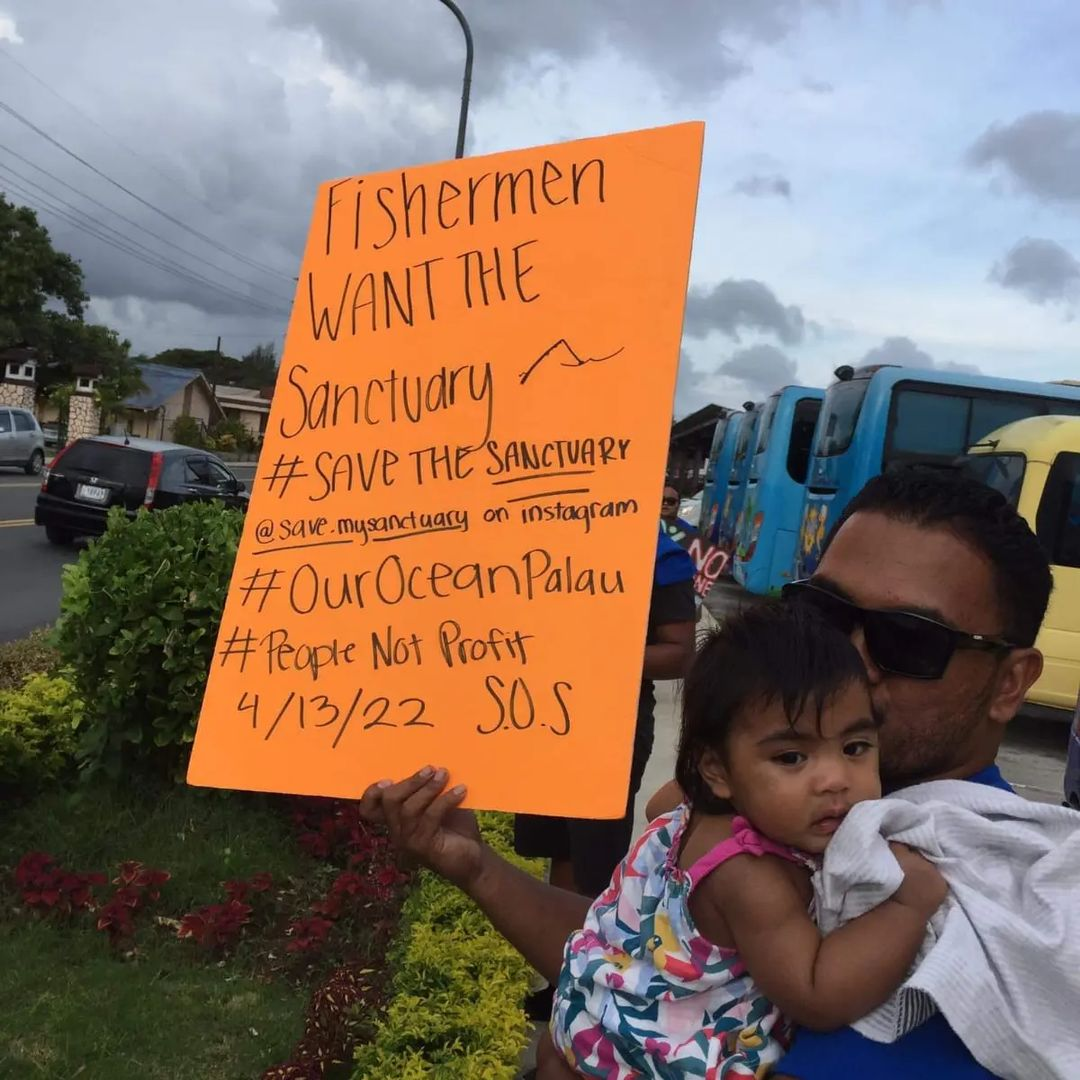 Fishermen
WANT THE
Sanctuary
#SAVE THE SANCTUARY
@save.mysanctuary on instagram
#OurOceanPalau
#People Not Profit
4/13/22 S.O.S
NO